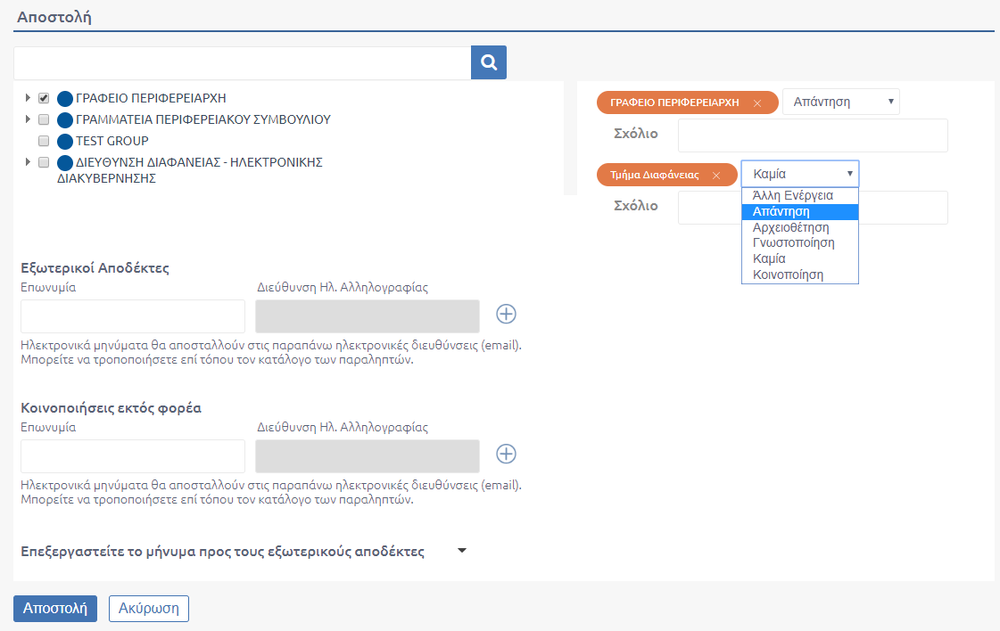 Αποστολή
ΓΡΑΦΕΙΟ ΠΕΡΙΦΕΡΕΙΑΡΧΗ
ΓΡΑΜΜΑΤΕΙΑ ΠΕΡΙΦΕΡΕΙΑΚΟΥ ΣΥΜΒΟΥΛΙΟΥ
TEST GROUP
ΔΙΕΥΘΥΝΣΗ ΔΙΑΦΑΝΕΙΑΣ - ΗΛΕΚΤΡΟΝΙΚΗΣ
ΔΙΑΚΥΒΕΡΝΗΣΗΣ
ΓΡΑΦΕΙΟ ΠΕΡΙΦΕΡΕΙΑΡΧΗ × Απάντηση
Σχόλιο
Τμήμα Διαφάνειας × Καμία
Σχόλιο
Άλλη Ενέργεια
Απάντηση
Αρχειοθέτηση
Γνωστοποίηση
Καμία
Κοινοποίηση
Εξωτερικοί Αποδέκτες
Επωνυμία Διεύθυνση Ηλ. Αλληλογραφίας
Ηλεκτρονικά μηνύματα θα αποσταλλούν στις παραπάνω ηλεκτρονικές διευθύνσεις (email).
Μπορείτε να τροποποιήσετε επί τόπου τον κατάλογο των παραληπτών.
Κοινοποιήσεις εκτός φορέα
Επωνυμία Διεύθυνση Ηλ. Αλληλογραφίας
Ηλεκτρονικά μηνύματα θα αποσταλλούν στις παραπάνω ηλεκτρονικές διευθύνσεις (email).
Μπορείτε να τροποποιήσετε επί τόπου τον κατάλογο των παραληπτών.
Επεξεργαστείτε το μήνυμα προς τους εξωτερικούς αποδέκτες
Αποστολή Ακύρωση